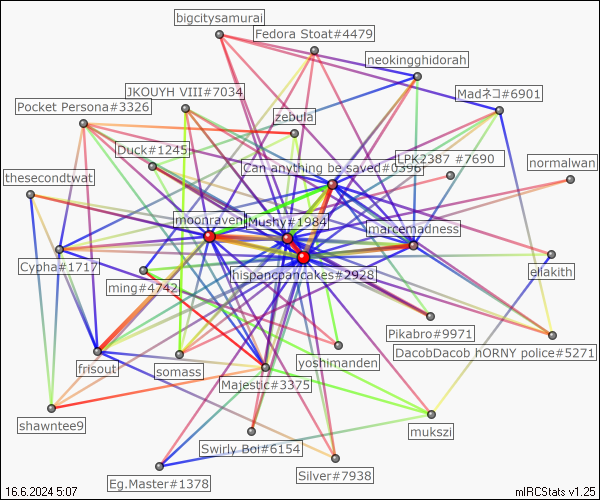 bigcitysamurai
Fedora Stoat#4479
neokingghidorah
JKOUYH VIII#7034
Madネコ#6901
Pocket Persona#3326
zebula
Duck#1245
LPK2387 #7690
Can anything be saved#0396
normalwan
thesecondtwat
moonraven
Mushy#1984
marcemadness
Cypha#1717
hispancpancakes#2928
eliakith
ming#4742
Pikabro#9971
DacobDacob HORNY police#5271
frisout
somass
yoshimanden
Majestic#3375
shawntee9
mukszi
Swirly Boi#6154
Eg.Master#1378
Silver#7938
16.6.2024 5:07
mIRCStats v1.25